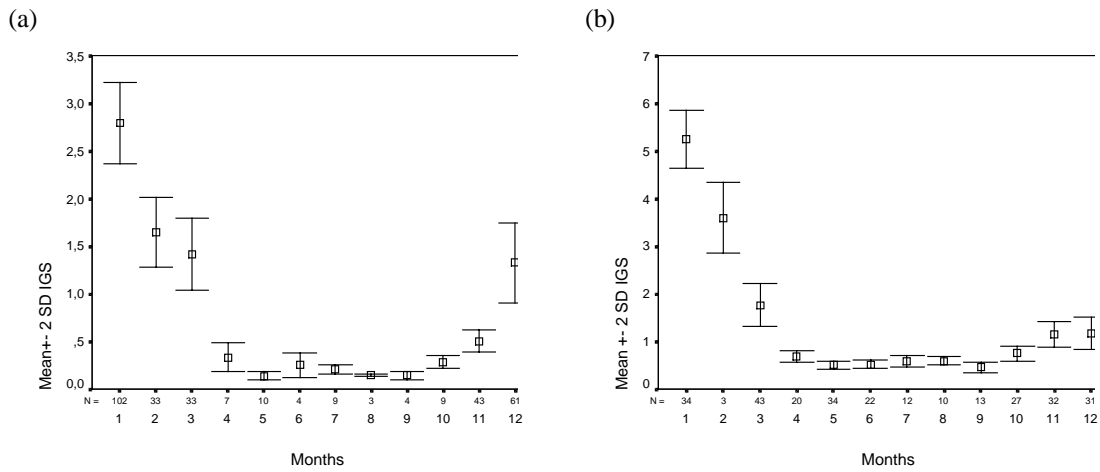 (a)
Mean+- 2 SD IGS
3,5
3,0
2,5
2,0
1,5
1,0
,5
0,0
N = 102 33 33 7 10 4 9 3 4 9 43 61
1 2 3 4 5 6 7 8 9 10 11 12
Months
(b)
Mean +- 2 SD IGS
7
6
5
4
3
2
1
0
N = 34 3 43 20 34 22 12 10 13 27 32 31
1 2 3 4 5 6 7 8 9 10 11 12
Months